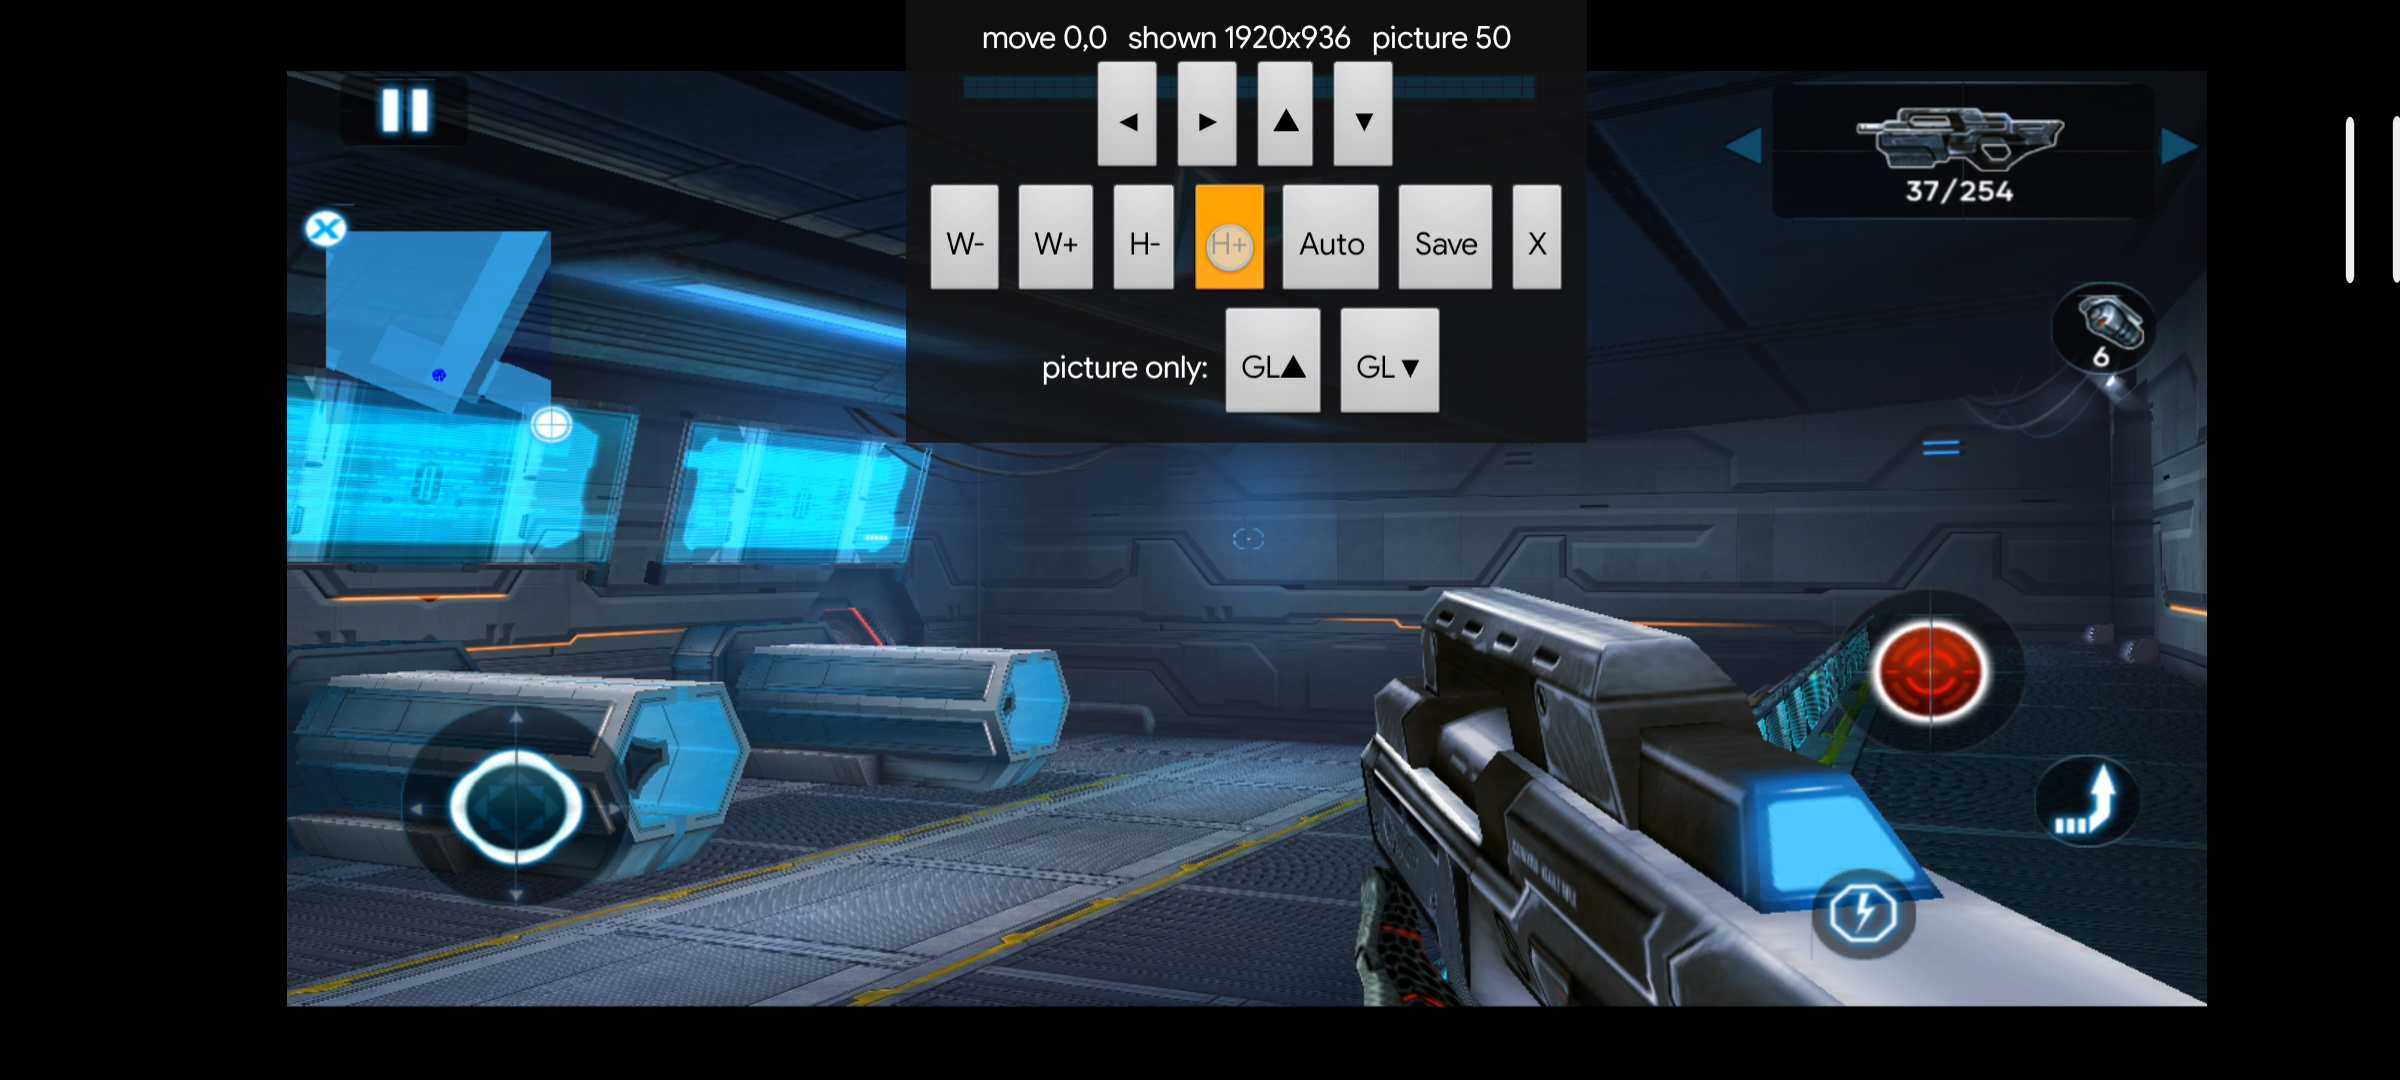 move 0,0 shown 1920x936 picture 50
37/254
W- W+ H- H+ Auto Save X
6
picture only: GL▲ GL▼